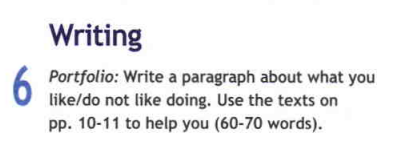 Writing
6 Portfolio: Write a paragraph about what you
like/do not like doing. Use the texts on
pp. 10-11 to help you (60-70 words).